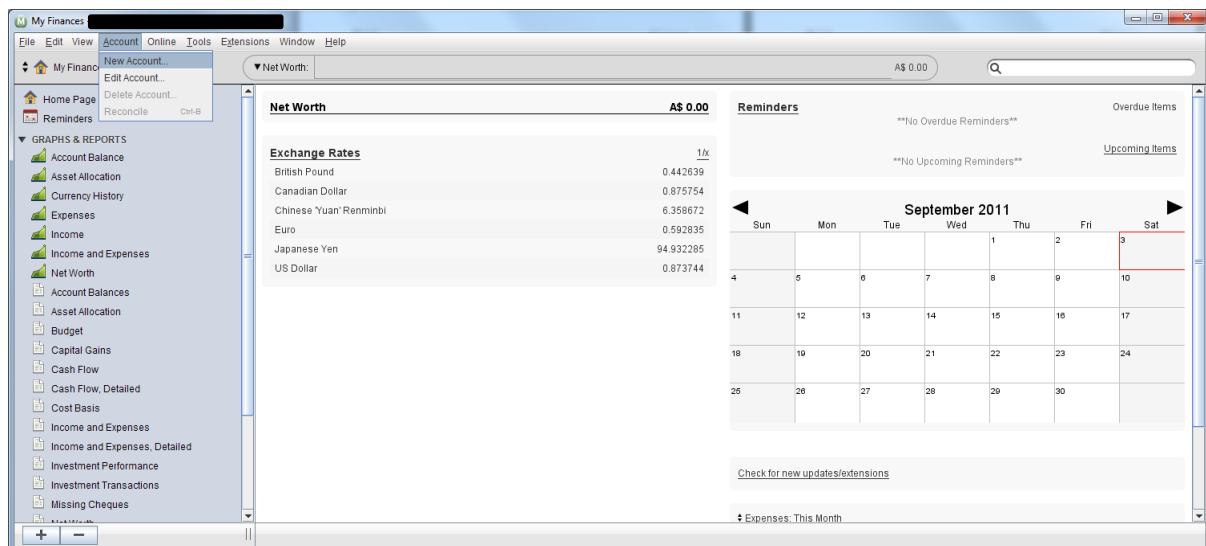 My Finances
File Edit View Account Online Tools Extensions Window Help
New Account...
Edit Account...
Delete Account...
Reconcile Ctrl-B
My Financ
Net Worth: A$ 0.00
Home Page
Reminders
GRAPHS & REPORTS
Account Balance
Asset Allocation
Currency History
Expenses
Income
Income and Expenses
Net Worth
Account Balances
Asset Allocation
Budget
Capital Gains
Cash Flow
Cash Flow, Detailed
Cost Basis
Income and Expenses
Income and Expenses, Detailed
Investment Performance
Investment Transactions
Missing Cheques
Net Worth
Net Worth A$ 0.00
Exchange Rates 1/x
British Pound 0.442639
Canadian Dollar 0.875754
Chinese 'Yuan' Renminbi 6.358672
Euro 0.592835
Japanese Yen 94.932285
US Dollar 0.873744
Reminders Overdue Items
**No Overdue Reminders**
Upcoming Items
**No Upcoming Reminders**
September 2011
Sun Mon Tue Wed Thu Fri Sat
1 2 3
4 5 6 7 8 9 10
11 12 13 14 15 16 17
18 19 20 21 22 23 24
25 26 27 28 29 30
Check for new updates/extensions
Expenses: This Month